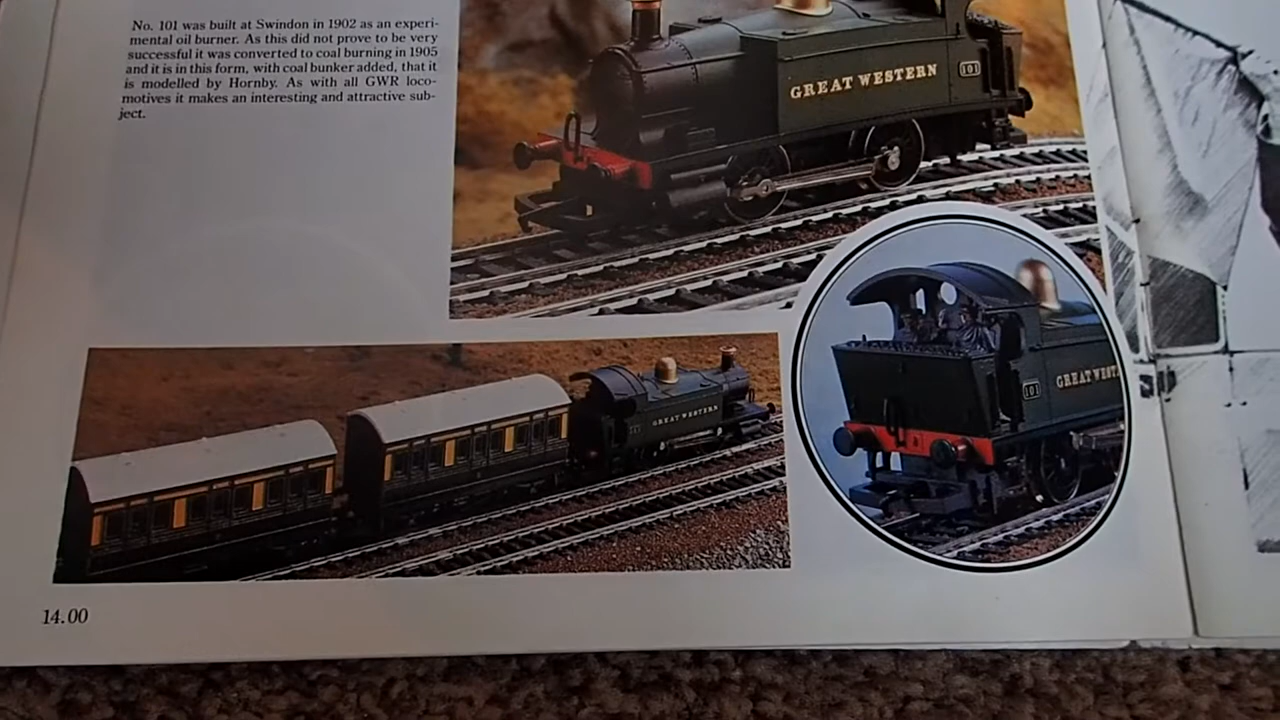 No. 101 was built at Swindon in 1902 as an experi-
mental oil burner. As this did not prove to be very
successful it was converted to coal burning in 1905
and it is in this form, with coal bunker added, that it
is modelled by Hornby. As with all GWR loco-
motives it makes an interesting and attractive sub-
ject.
GREAT WESTERN 101
GREAT WESTERN
101 GREAT WEST
14.00